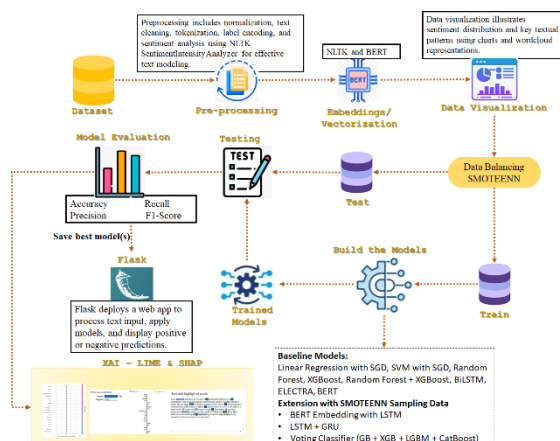 Preprocessing includes normalization, text
cleaning, tokenization, label encoding, and
sentiment analysis using NLTK
SentimentIntensity Analyzer for effective
text modeling.
Data visualization illustrates
sentiment distribution and key textual
patterns using charts and wordcloud
representations.
NLTK and BERT
BERT
Dataset
Pre-processing
Embeddings/
Vectorization
Data Visualization
Model Evaluation
Testing
TEST
Test
Data Balancing
SMOTEENN
Accuracy Recall
Precision F1-Score
Save best model(s)
Flask
Build the Models
Trained
Models
Train
Flask deploys a web app to
process text input, apply
models, and display positive
or negative predictions.
XAI - LIME & SHAP
Baseline Models:
Linear Regression with SGD, SVM with SGD, Random
Forest, XGBoost, Random Forest + XGBoost, BiLSTM,
ELECTRA, BERT
Extension with SMOTEENN Sampling Data
• BERT Embedding with LSTM
• LSTM + GRU
• Voting Classifier (GB + XGB + LGBM + CatBoost)